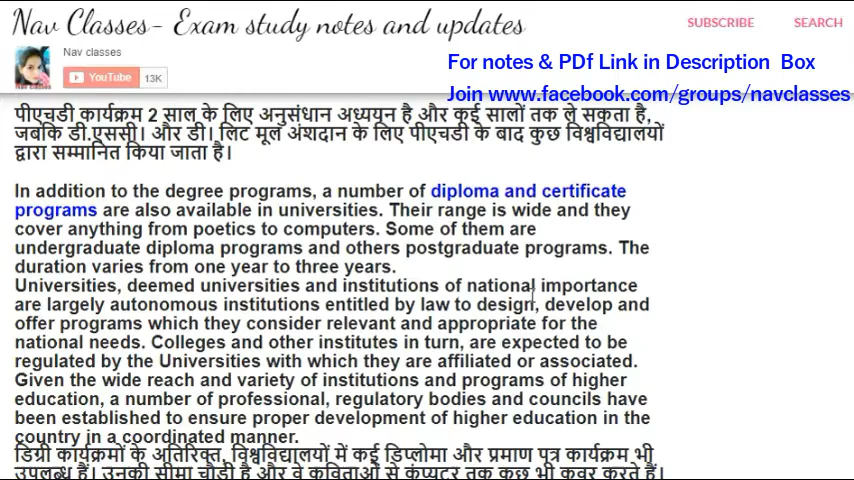 Nav Classes- Exam study notes and updates
SUBSCRIBE
SEARCH
Nav classes
YouTube 13K
Nav Classes
For notes & PDf Link in Description Box
Join www.facebook.com/groups/navclasses
पीएचडी कार्यक्रम 2 साल के लिए अनुसंधान अध्ययन है और कई सालों तक ले सकता है,
जबकि डी.एससी। और डी। लिट मूल अंशदान के लिए पीएचडी के बाद कुछ विश्वविद्यालयों
द्वारा सम्मानित किया जाता है।
In addition to the degree programs, a number of diploma and certificate
programs are also available in universities. Their range is wide and they
cover anything from poetics to computers. Some of them are
undergraduate diploma programs and others postgraduate programs. The
duration varies from one year to three years.
Universities, deemed universities and institutions of national importance
are largely autonomous institutions entitled by law to design, develop and
offer programs which they consider relevant and appropriate for the
national needs. Colleges and other institutes in turn, are expected to be
regulated by the Universities with which they are affiliated or associated.
Given the wide reach and variety of institutions and programs of higher
education, a number of professional, regulatory bodies and councils have
been established to ensure proper development of higher education in the
country in a coordinated manner.
डिग्री कार्यक्रमों के अतिरिक्त, विश्वविद्यालयों में कई डिप्लोमा और प्रमाण पत्र कार्यक्रम भी
उपलब्ध हैं। उनकी सीमा चौड़ी है और वे कविताओं से कंप्यूटर तक कुछ भी कवर करते हैं।